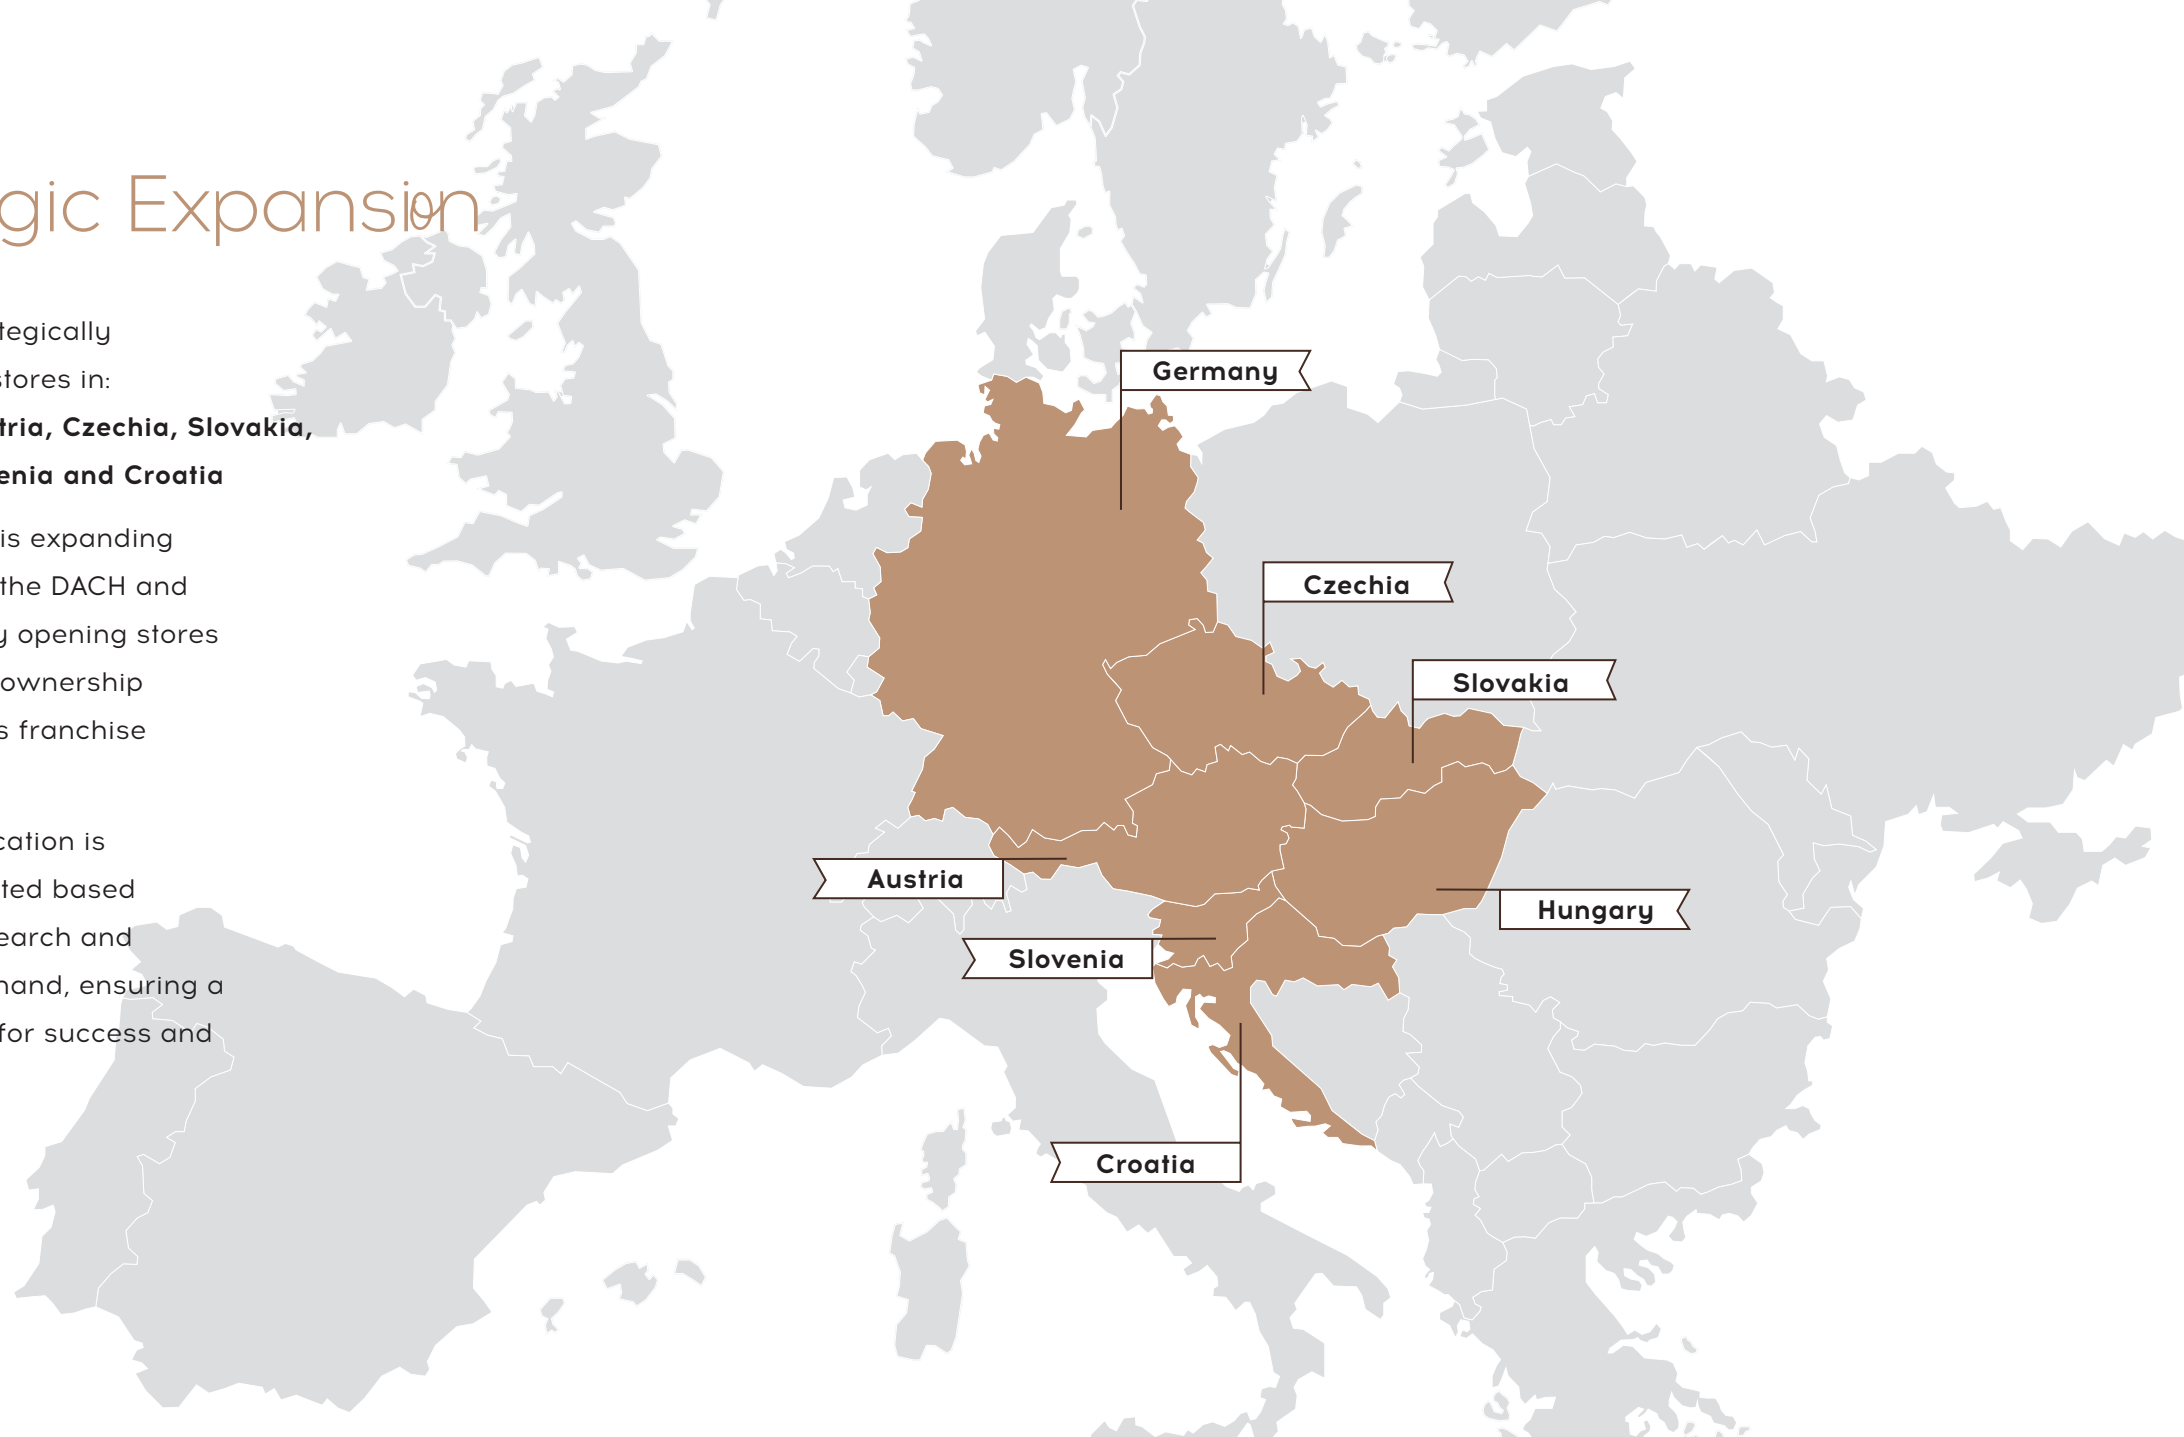 gic Expansion
tegically
stores in:
tria, Czechia, Slovakia,
enia and Croatia
is expanding
the DACH and
y opening stores
ownership
s franchise
cation is
ted based
earch and
hand, ensuring a
for success and
Germany
Czechia
Slovakia
Austria
Hungary
Slovenia
Croatia